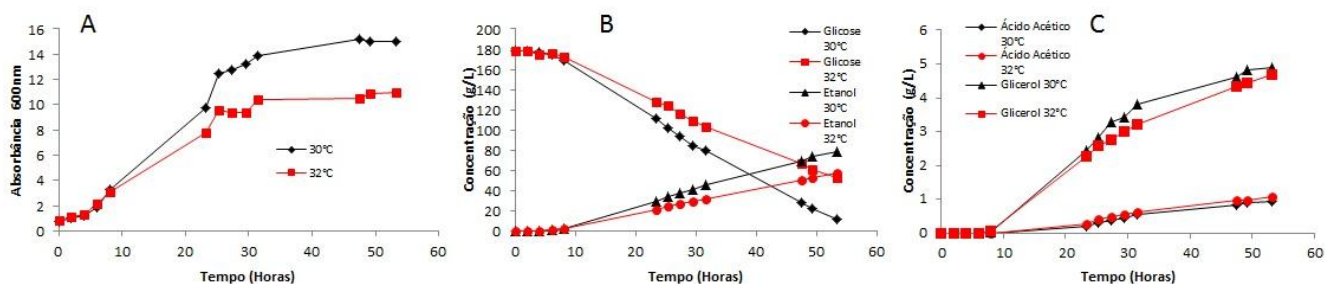 A
16
14
12
10
8
6
4
2
0
Absorbância 600nm
30°C
32°C
0 10 20 30 40 50 60
Tempo (Horas)
B
200
180
160
140
120
100
80
60
40
20
0
Concentração (g/L)
Glicose
30°C
Glicose
32°C
Etanol
30°C
Etanol
32°C
0 20 40 60
Tempo (Horas)
C
6
5
4
3
2
1
0
Concentração (g/L)
Ácido Acético
30°C
Ácido Acético
32°C
Glicerol 30°C
Glicerol 32°C
0 10 20 30 40 50 60
Tempo (Horas)